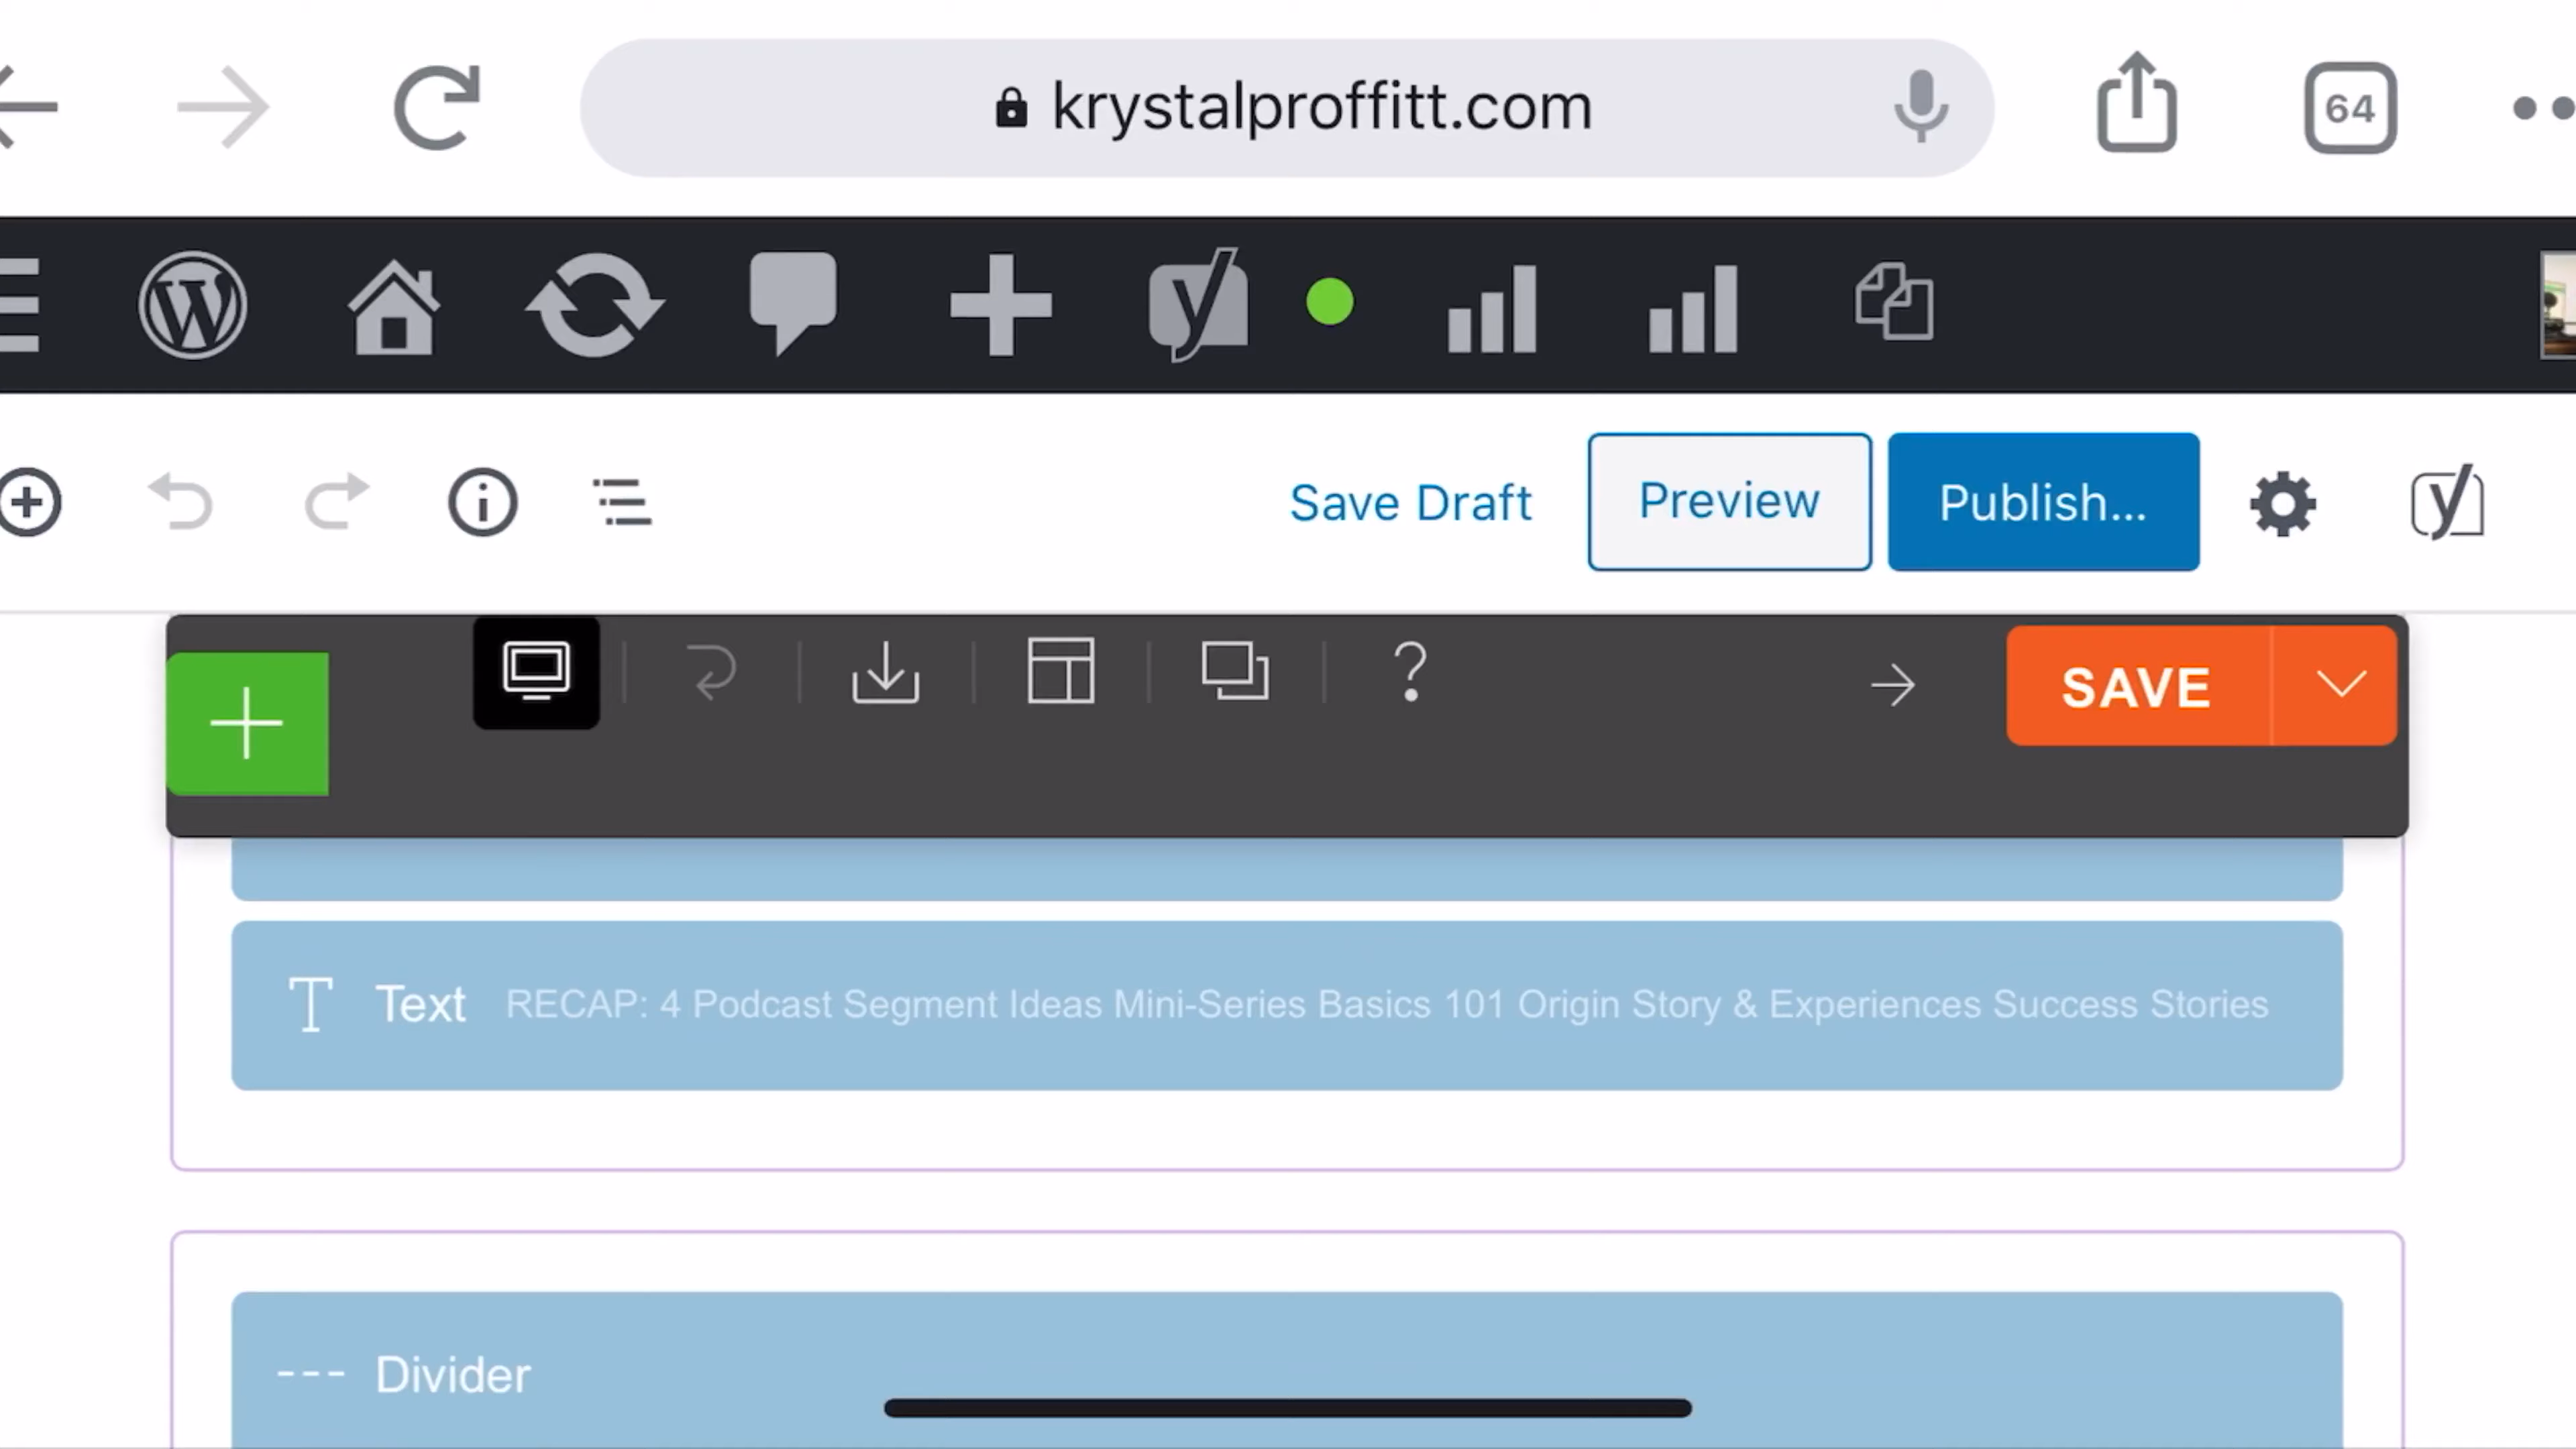 krystalproffitt.com
64
Save Draft
Preview
Publish...
SAVE
Text RECAP: 4 Podcast Segment Ideas Mini-Series Basics 101 Origin Story & Experiences Success Stories
Divider